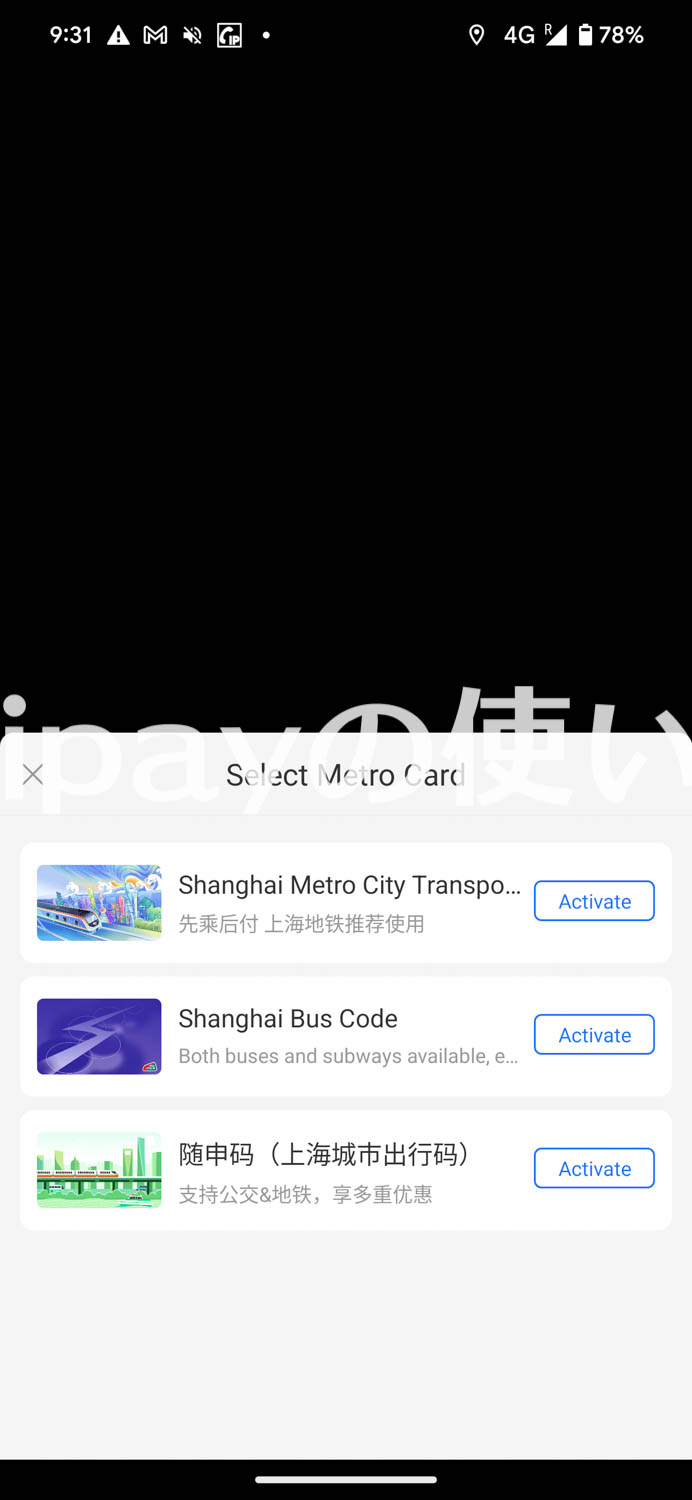 9:31
4G R 78%
ipayの使い
Select Metro Card
Shanghai Metro City Transpo...
先乘后付 上海地铁推荐使用
Activate
Shanghai Bus Code
Both buses and subways available, e...
Activate
随申码（上海城市出行码）
支持公交&地铁，享多重优惠
Activate